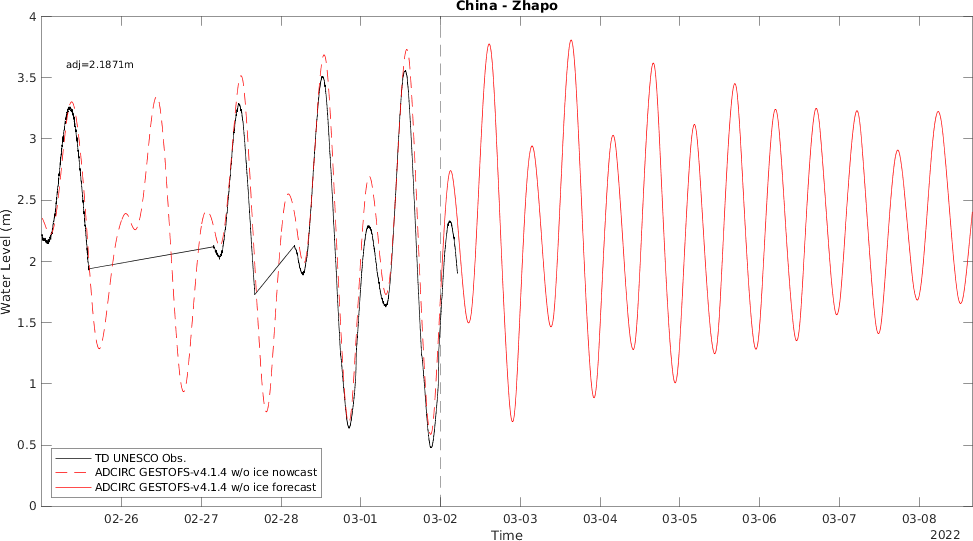 China - Zhapo
adj=2.1871m
Water Level (m)
4
3.5
3
2.5
2
1.5
1
0.5
0
TD UNESCO Obs.
ADCIRC GESTOFS-v4.1.4 w/o ice nowcast
ADCIRC GESTOFS-v4.1.4 w/o ice forecast
02-26 02-27 02-28 03-01 03-02 03-03 03-04 03-05 03-06 03-07 03-08
Time
2022